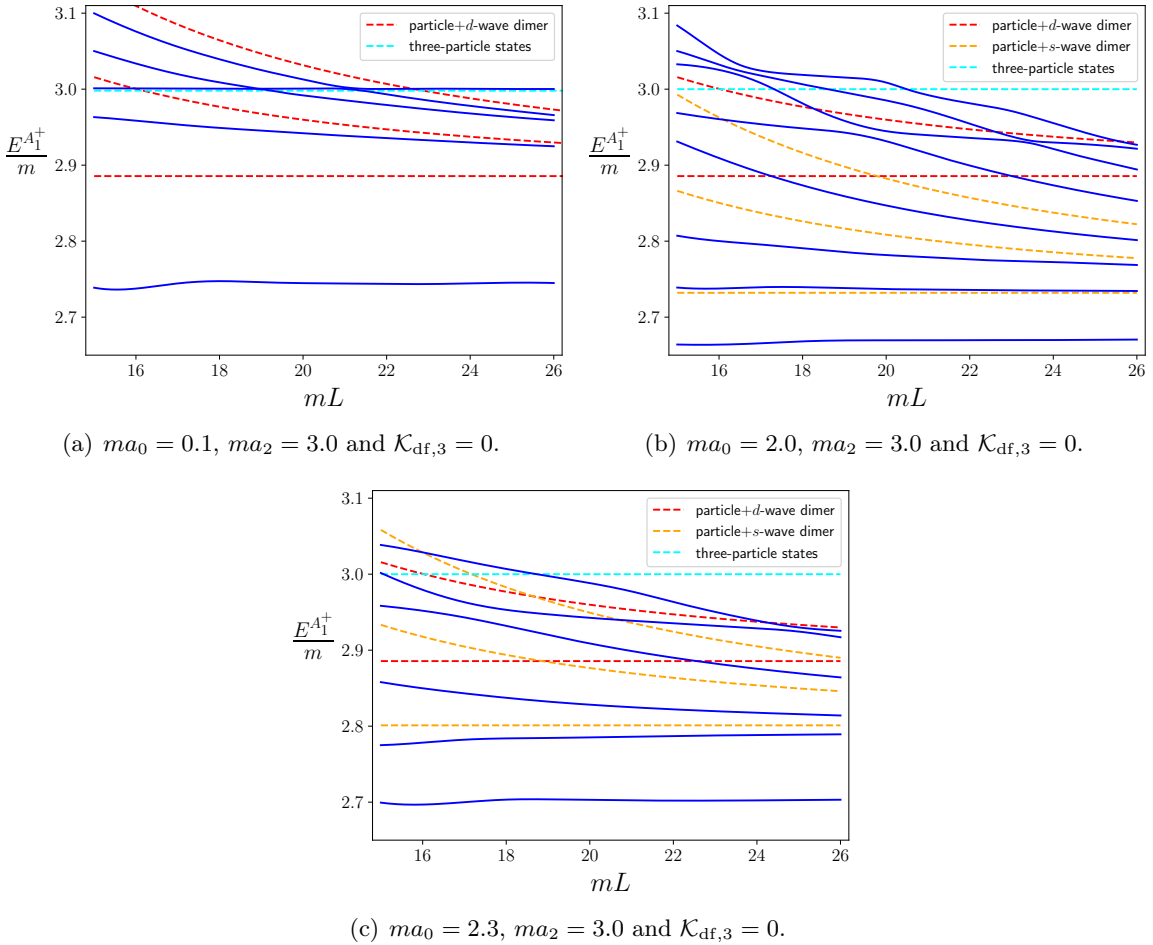 3.1
3.0
2.9
2.8
2.7
E^{A_1^+}/m
particle+d-wave dimer
three-particle states
16 18 20 22 24 26
mL
(a) ma_0 = 0.1, ma_2 = 3.0 and 𝒦_{df,3} = 0.
3.1
3.0
2.9
2.8
2.7
E^{A_1^+}/m
particle+d-wave dimer
particle+s-wave dimer
three-particle states
16 18 20 22 24 26
mL
(b) ma_0 = 2.0, ma_2 = 3.0 and 𝒦_{df,3} = 0.
3.1
3.0
2.9
2.8
2.7
E^{A_1^+}/m
particle+d-wave dimer
particle+s-wave dimer
three-particle states
16 18 20 22 24 26
mL
(c) ma_0 = 2.3, ma_2 = 3.0 and 𝒦_{df,3} = 0.